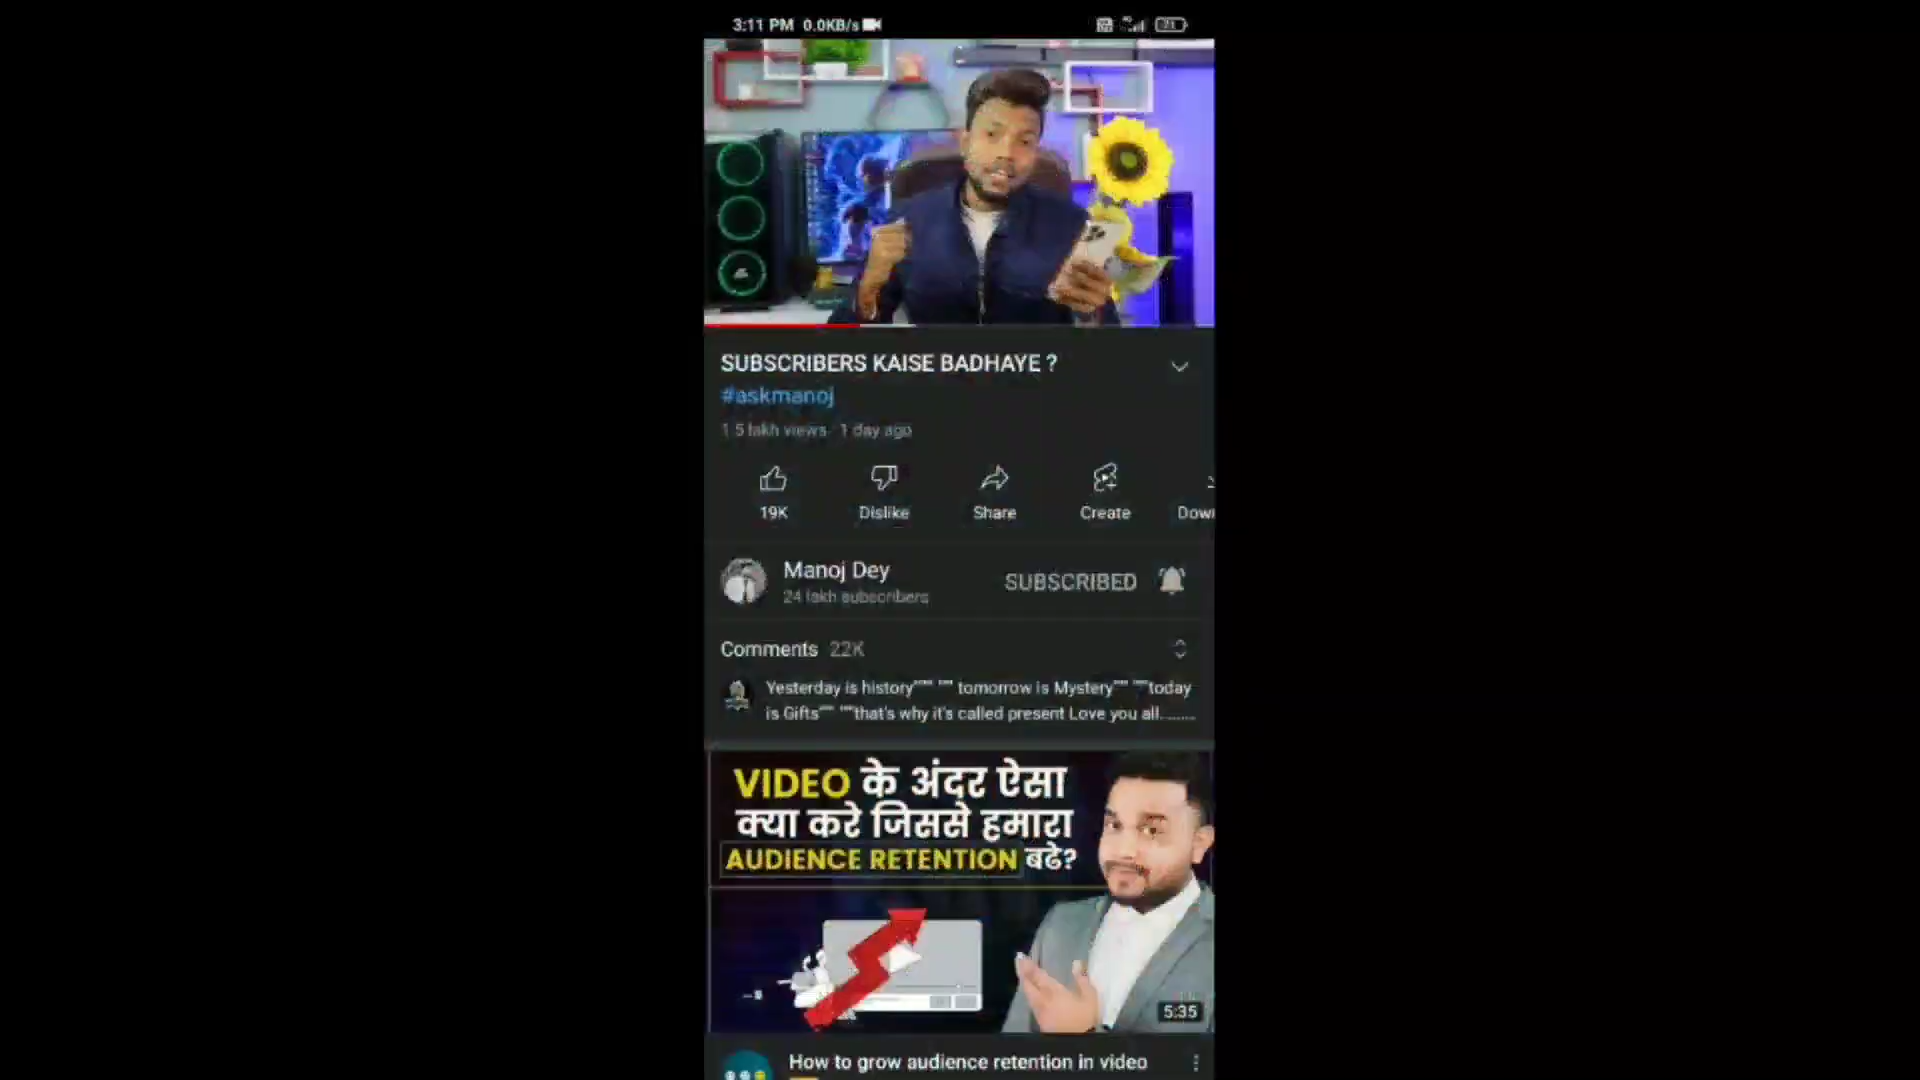 3:11 PM 0.0KB/s
71
SUBSCRIBERS KAISE BADHAYE ?
#askmanoj
1.5 lakh views · 1 day ago
19K
Dislike
Share
Create
Down
Manoj Dey
24 lakh subscribers
SUBSCRIBED
Comments 22K
Yesterday is history"""" """ tomorrow is Mystery"""" """today
is Gifts"""" """that's why it's called present Love you all.........
VIDEO के अंदर ऐसा
क्या करे जिससे हमारा
AUDIENCE RETENTION बढे?
5:35
How to grow audience retention in video